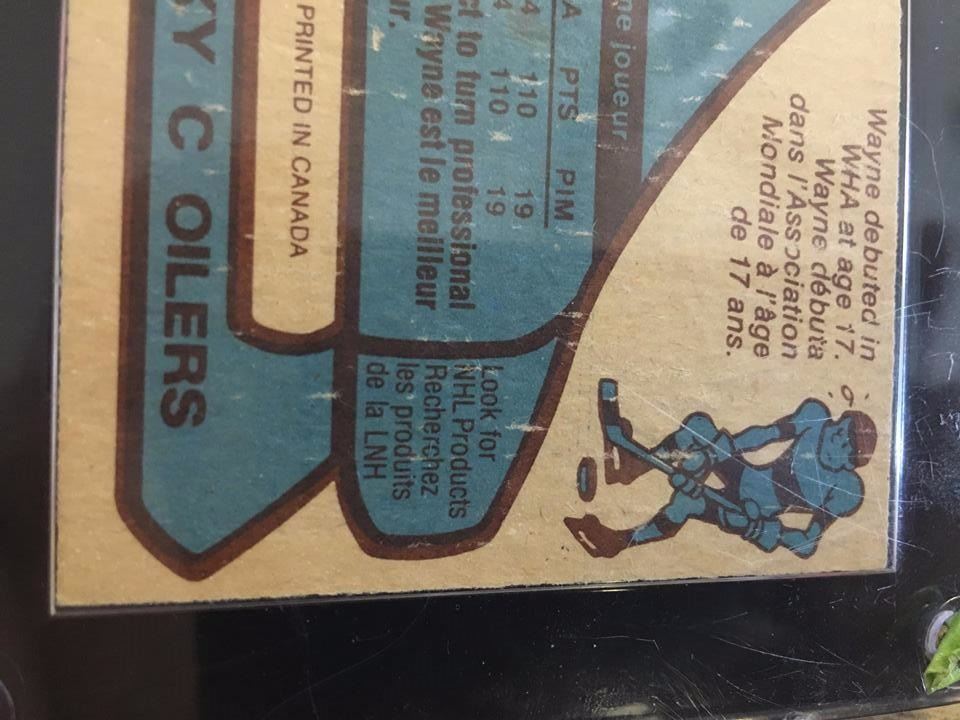 Wayne debuted in
WHA at age 17.
Wayne débuta
dans l'Association
Mondiale à l'âge
de 17 ans.
joueur
A PTS PIM
4 110 19
4 110 19
ct to turn professional
Wayne est le meilleur
ur.
Look for
NHL Products
Recherchez
les produits
de la LNH
PRINTED IN CANADA
KY C OILERS